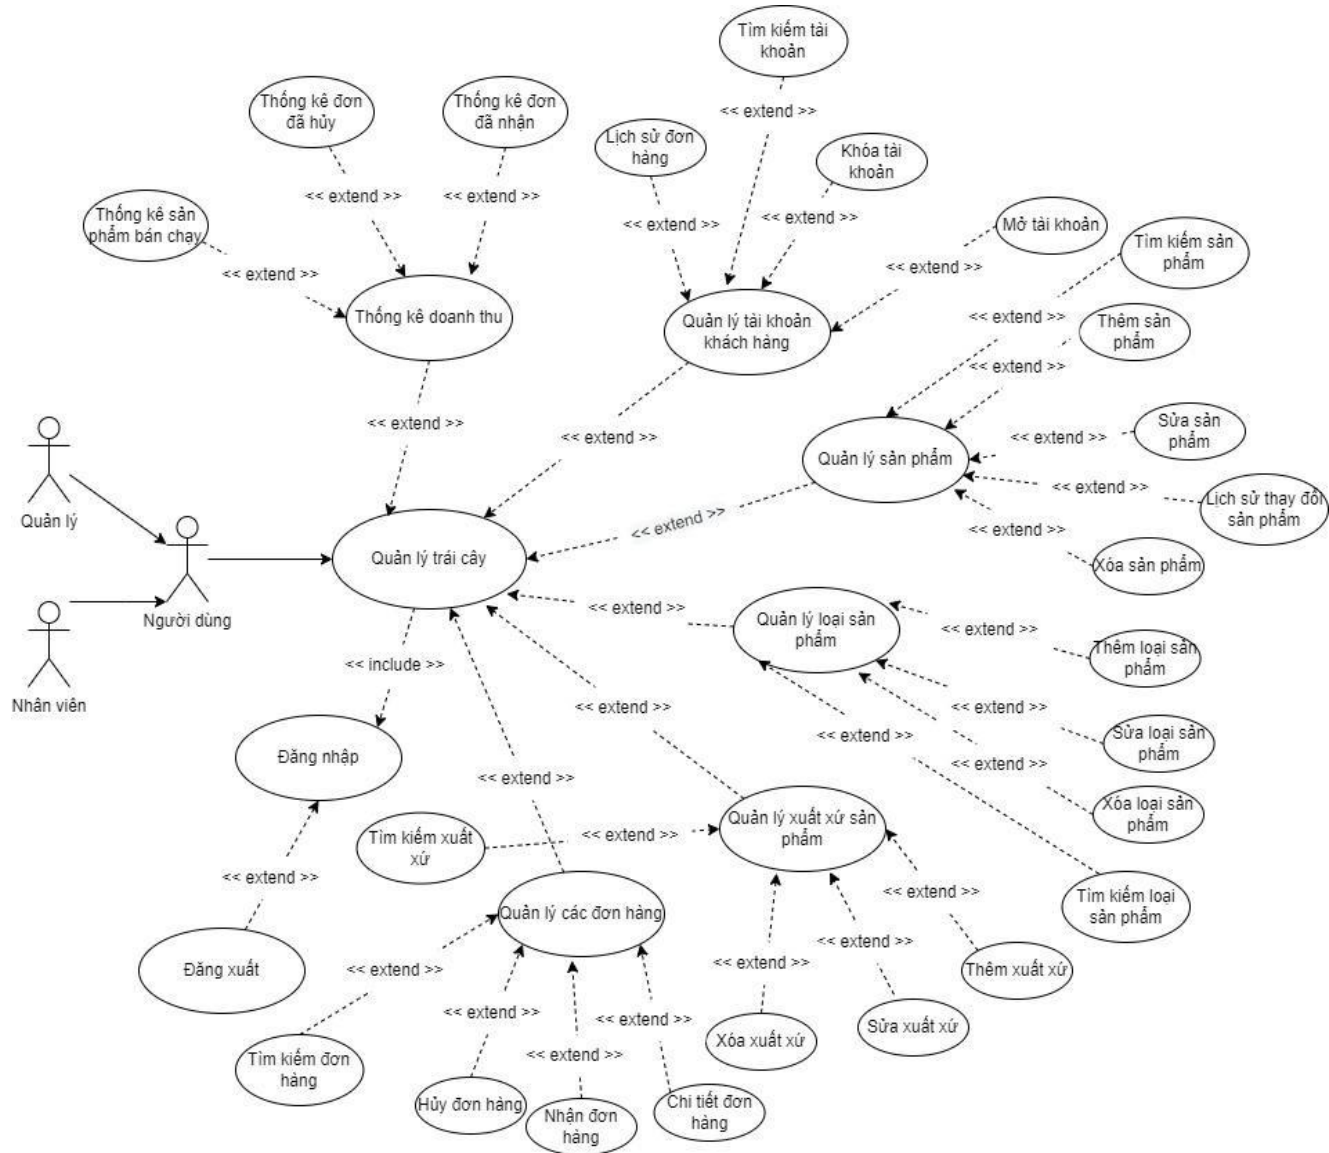 Tìm kiếm tài
khoản
Thống kê đơn
đã hủy
Thống kê đơn
đã nhận
<< extend >>
Lịch sử đơn
hàng
Khóa tài
khoản
<< extend >>
<< extend >>
<< extend >>
<< extend >>
Thống kê sản
phẩm bán chạy
Mở tài khoản
Tìm kiếm sản
phẩm
<< extend >>
<< extend >>
Thống kê doanh thu
Quản lý tài khoản
khách hàng
<< extend >>
Thêm sản
phẩm
<< extend >>
<< extend >>
<< extend >>
Sửa sản
phẩm
<< extend >>
Quản lý sản phẩm
<< extend >>
Lịch sử thay đổi
sản phẩm
Quản lý
<< extend >>
<< extend >>
Quản lý trái cây
Xóa sản phẩm
Người dùng
<< extend >>
Quản lý loại sản
phẩm
<< extend >>
Thêm loại sản
phẩm
<< include >>
Nhân viên
<< extend >>
<< extend >>
<< extend >>
Sửa loại sản
phẩm
Đăng nhập
<< extend >>
<< extend >>
Xóa loại sản
phẩm
Quản lý xuất xứ sản
phẩm
Tìm kiếm xuất
xứ
<< extend >>
<< extend >>
<< extend >>
Tìm kiếm loại
sản phẩm
Quản lý các đơn hàng
<< extend >>
<< extend >>
<< extend >>
Đăng xuất
Thêm xuất xứ
<< extend >>
<< extend >>
<< extend >>
Xóa xuất xứ
Sửa xuất xứ
Tìm kiếm đơn
hàng
<< extend >>
Hủy đơn hàng
Nhận đơn
hàng
Chi tiết đơn
hàng